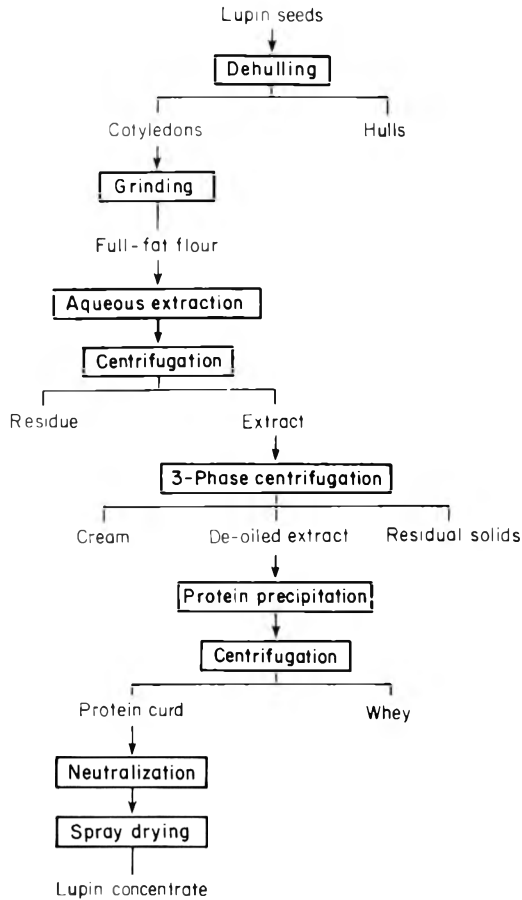 Lupin seeds
Dehulling
Cotyledons
Hulls
Grinding
Full-fat flour
Aqueous extraction
Centrifugation
Residue
Extract
3-Phase centrifugation
Cream
De-oiled extract
Residual solids
Protein precipitation
Centrifugation
Protein curd
Whey
Neutralization
Spray drying
Lupin concentrate